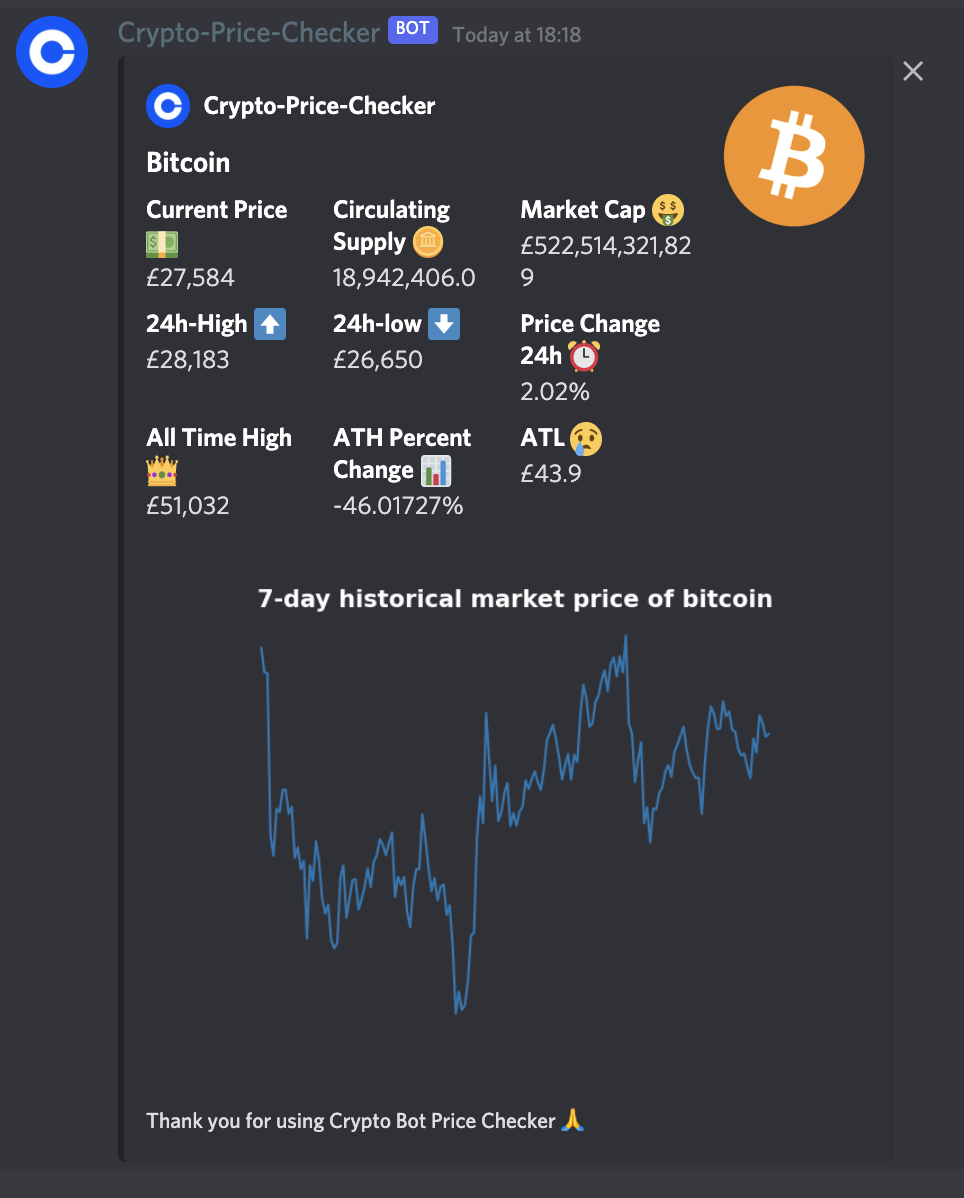 Crypto-Price-Checker BOT Today at 18:18
Crypto-Price-Checker
Bitcoin
Current Price 💵
£27,584
Circulating
Supply 🪙
18,942,406.0
Market Cap 🤑
£522,514,321,82
9
24h-High ⬆️
£28,183
24h-low ⬇️
£26,650
Price Change
24h ⏰
2.02%
All Time High
👑
£51,032
ATH Percent
Change 📊
-46.01727%
ATL 😢
£43.9
7-day historical market price of bitcoin
Thank you for using Crypto Bot Price Checker 🙏